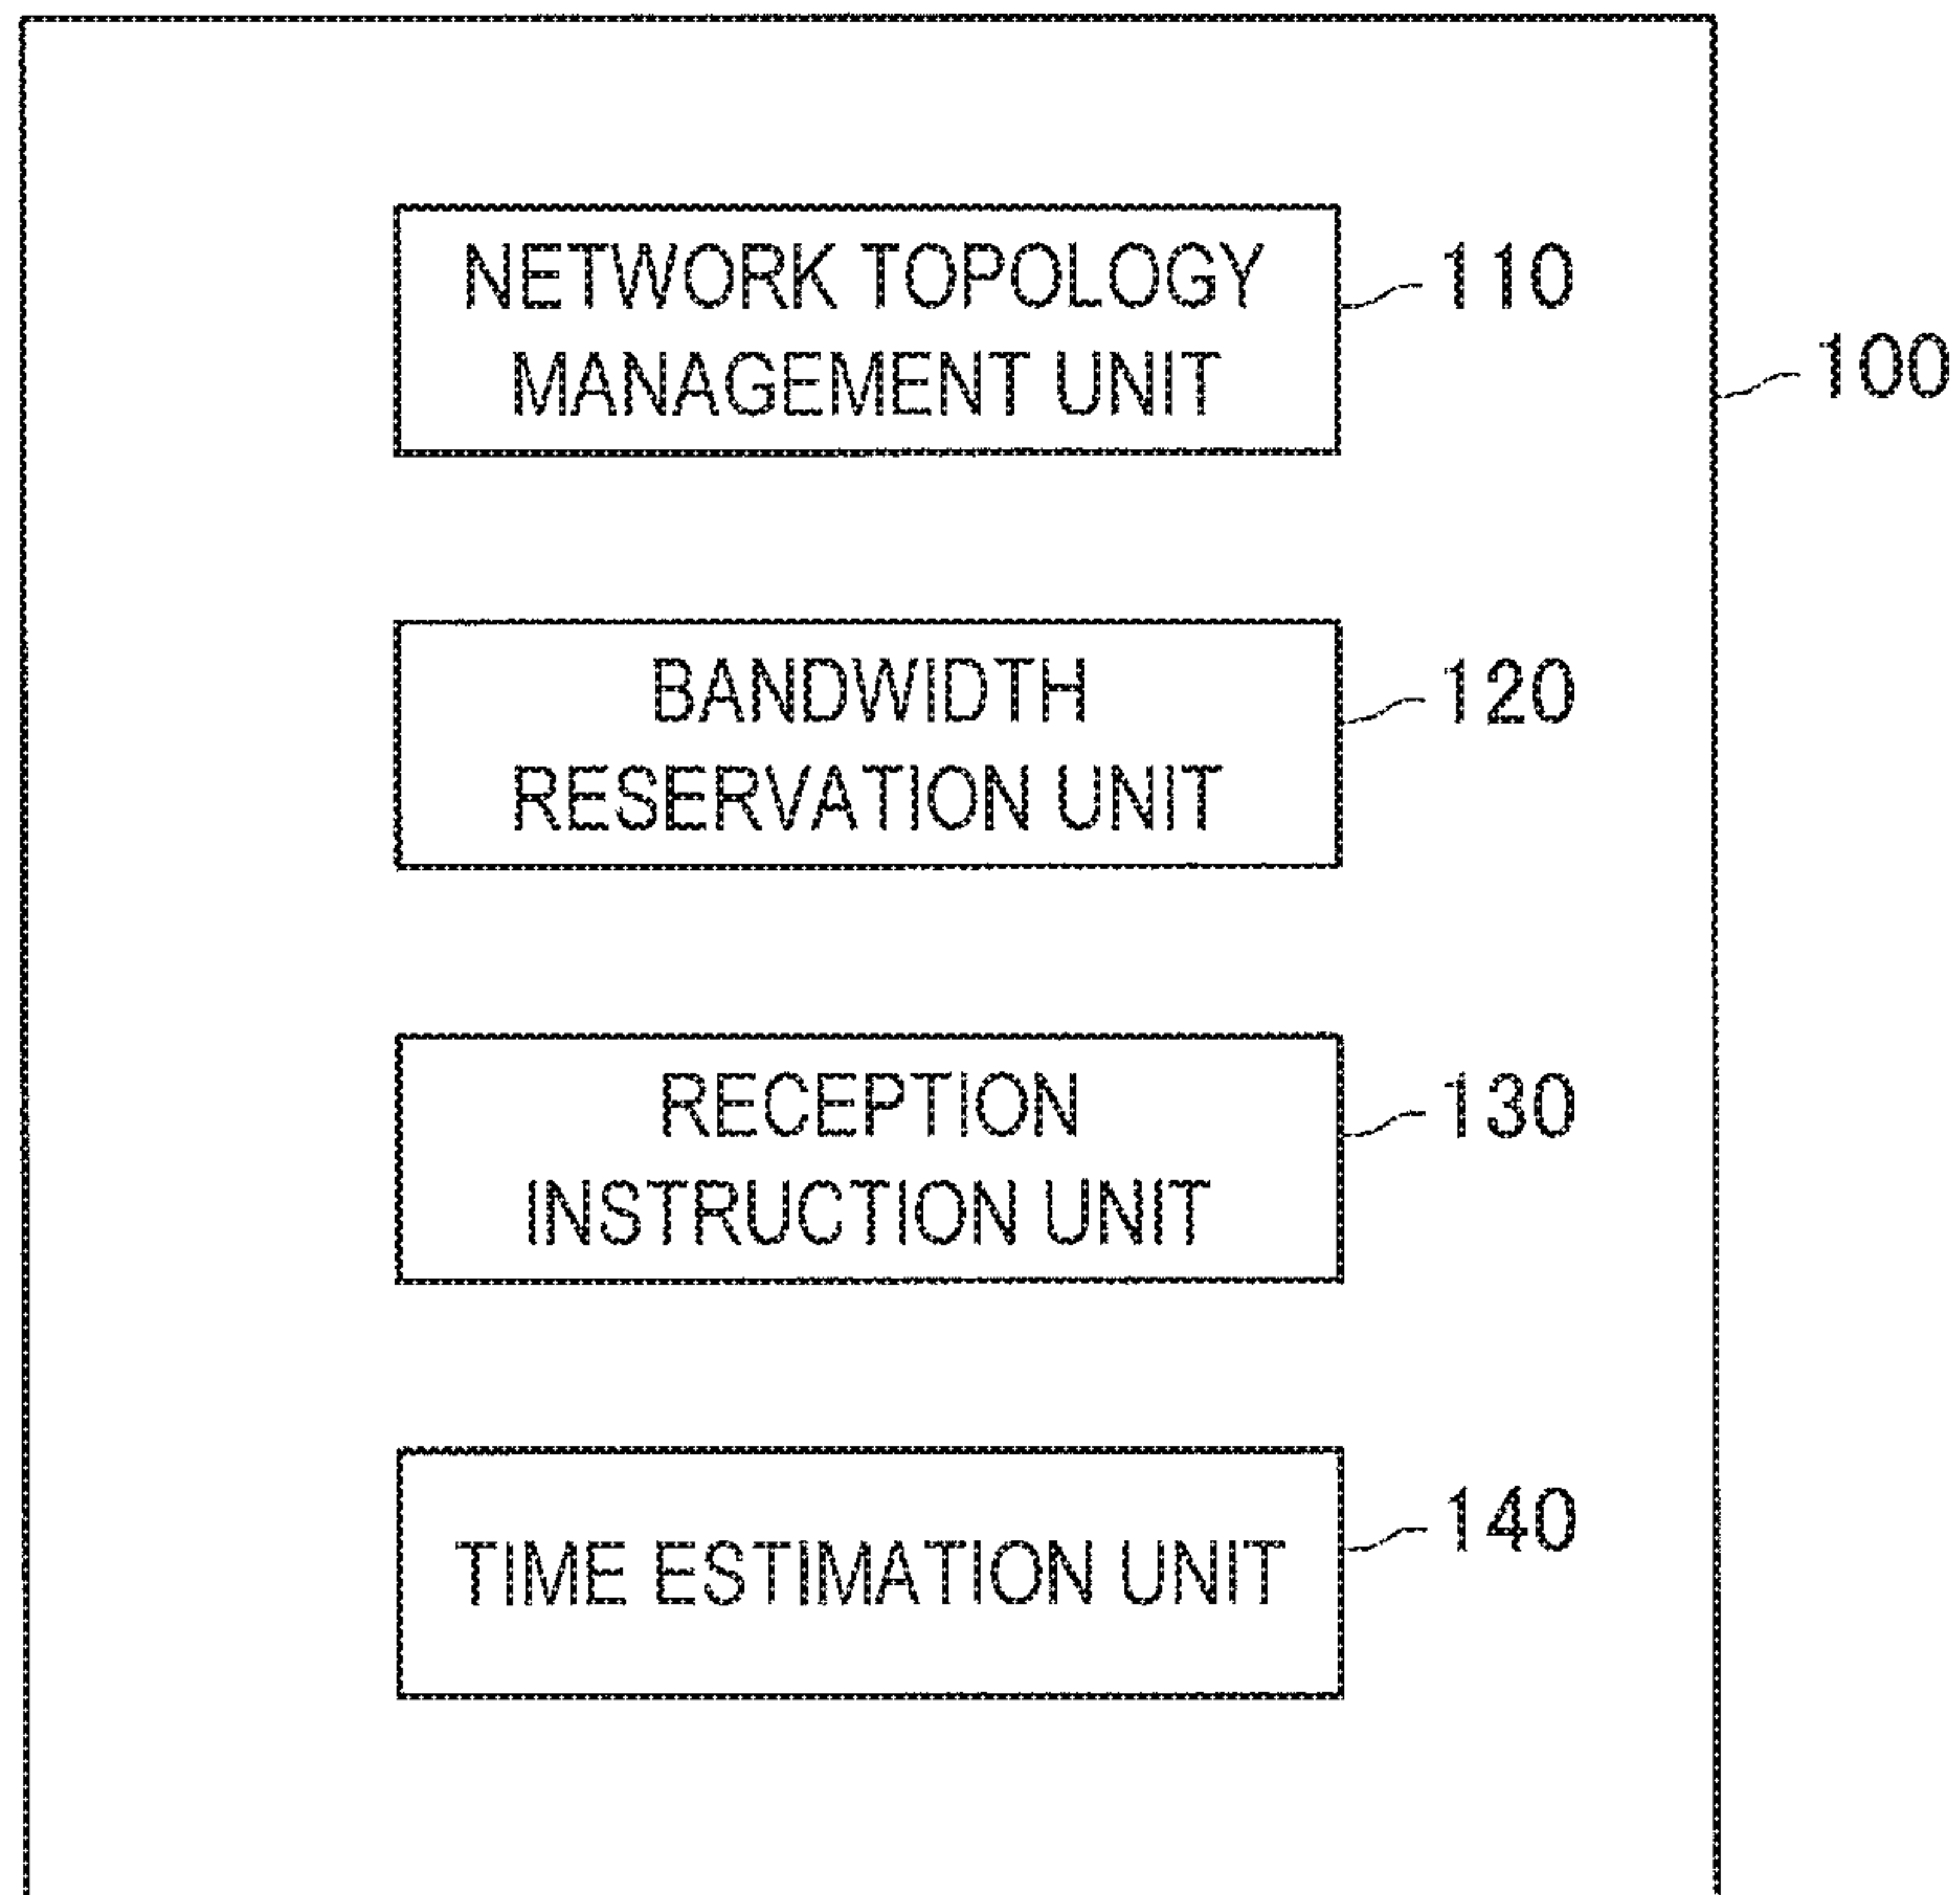 NETWORK TOPOLOGY
MANAGEMENT UNIT
110
100
BANDWIDTH
RESERVATION UNIT
120
RECEPTION
INSTRUCTION UNIT
130
TIME ESTIMATION UNIT
140